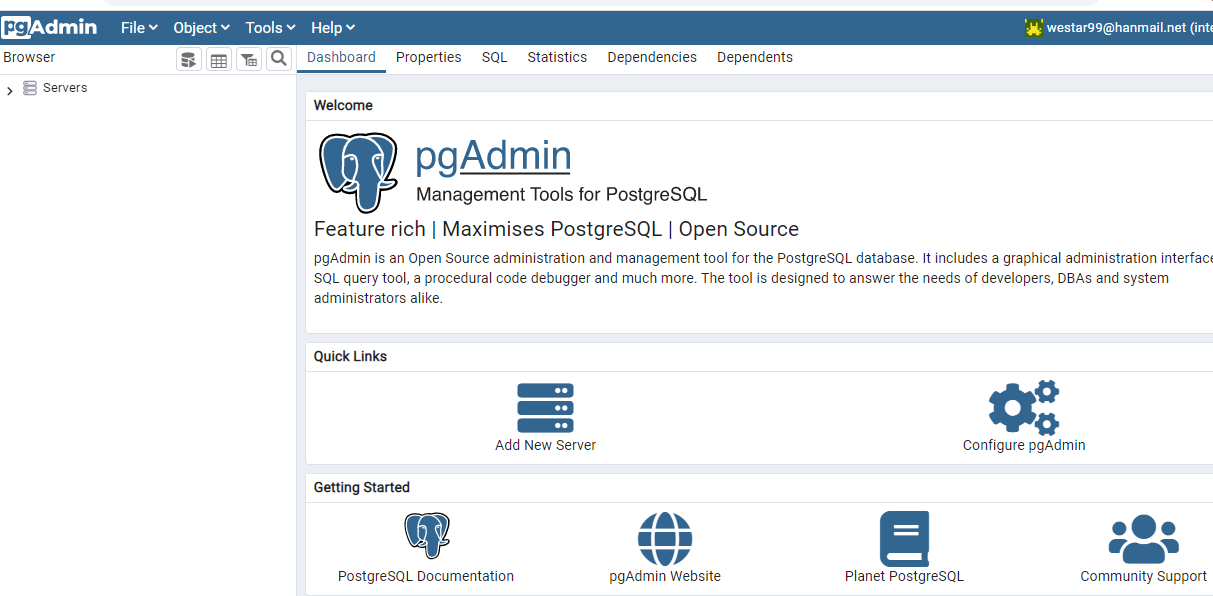 pgAdmin File Object Tools Help westar99@hanmail.net (inte
Browser Dashboard Properties SQL Statistics Dependencies Dependents
Servers
Welcome
pgAdmin
Management Tools for PostgreSQL
Feature rich | Maximises PostgreSQL | Open Source
pgAdmin is an Open Source administration and management tool for the PostgreSQL database. It includes a graphical administration interface
SQL query tool, a procedural code debugger and much more. The tool is designed to answer the needs of developers, DBAs and system
administrators alike.
Quick Links
Add New Server Configure pgAdmin
Getting Started
PostgreSQL Documentation pgAdmin Website Planet PostgreSQL Community Support